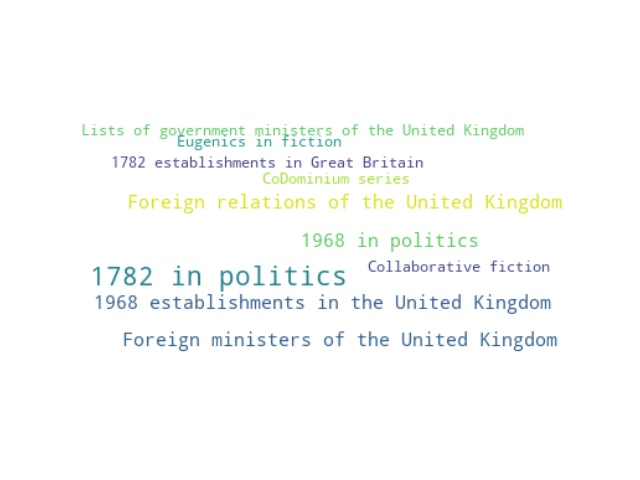 Lists of government ministers of the United Kingdom
Eugenics in fiction
1782 establishments in Great Britain
CoDominium series
Foreign relations of the United Kingdom
1968 in politics
Collaborative fiction
1782 in politics
1968 establishments in the United Kingdom
Foreign ministers of the United Kingdom